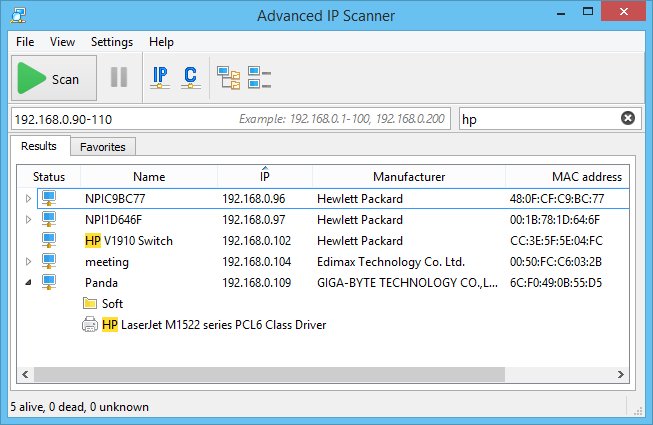 Advanced IP Scanner
File View Settings Help
Scan IP C
192.168.0.90-110 Example: 192.168.0.1-100, 192.168.0.200 hp
Results Favorites
Status Name IP Manufacturer MAC address
NPIC9BC77 192.168.0.96 Hewlett Packard 48:0F:CF:C9:BC:77
NPI1D646F 192.168.0.97 Hewlett Packard 00:1B:78:1D:64:6F
HP V1910 Switch 192.168.0.102 Hewlett Packard CC:3E:5F:5E:04:FC
meeting 192.168.0.104 Edimax Technology Co. Ltd. 00:50:FC:C6:03:2B
Panda 192.168.0.109 GIGA-BYTE TECHNOLOGY CO.,L... 6C:F0:49:0B:55:D5
Soft
HP LaserJet M1522 series PCL6 Class Driver
5 alive, 0 dead, 0 unknown